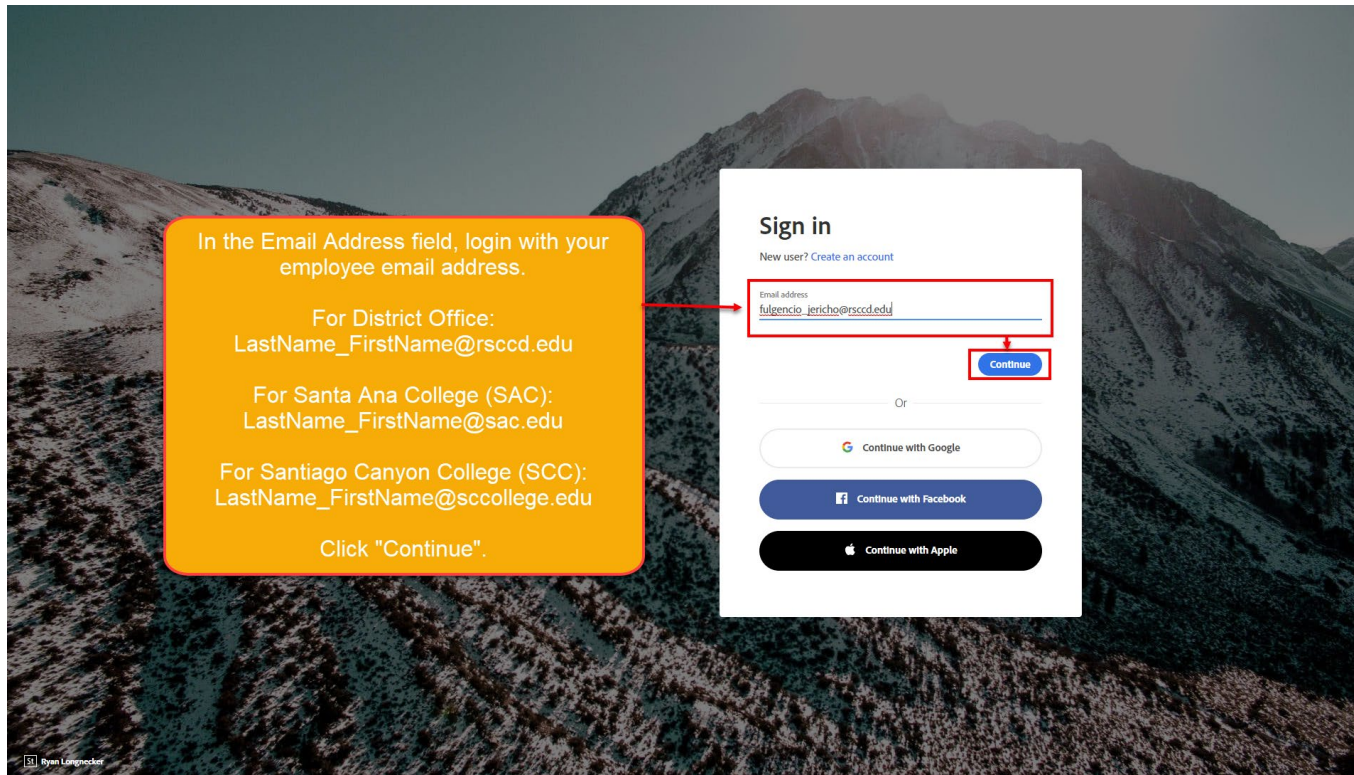 In the Email Address field, login with your
employee email address.
For District Office:
LastName_FirstName@rsccd.edu
For Santa Ana College (SAC):
LastName_FirstName@sac.edu
For Santiago Canyon College (SCC):
LastName_FirstName@sccollege.edu
Click "Continue".
Sign in
New user? Create an account
Email address
fulgencio_jericho@rsccd.edu
Continue
Or
Continue with Google
Continue with Facebook
Continue with Apple
St Ryan Longnecker